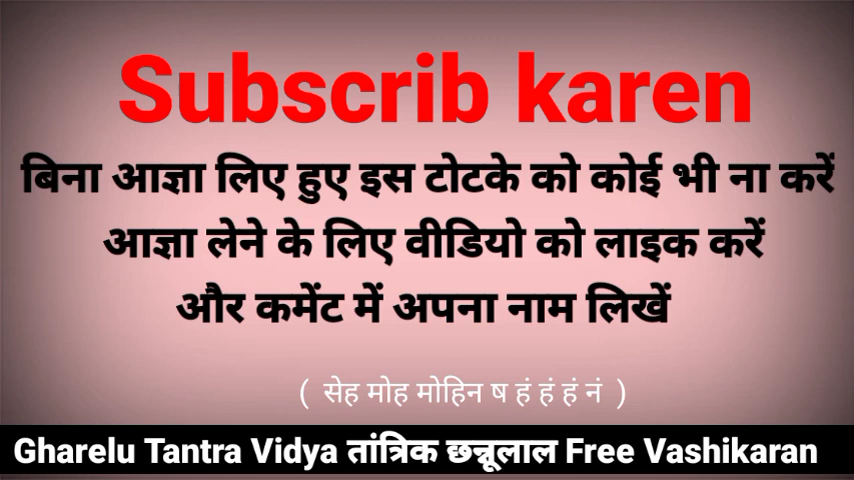 Subscrib karen
बिना आज्ञा लिए हुए इस टोटके को कोई भी ना करें
आज्ञा लेने के लिए वीडियो को लाइक करें
और कमेंट में अपना नाम लिखें
( सेह मोह मोहिन ष हं हं हं नं )
Gharelu Tantra Vidya तांत्रिक छन्नूलाल Free Vashikaran